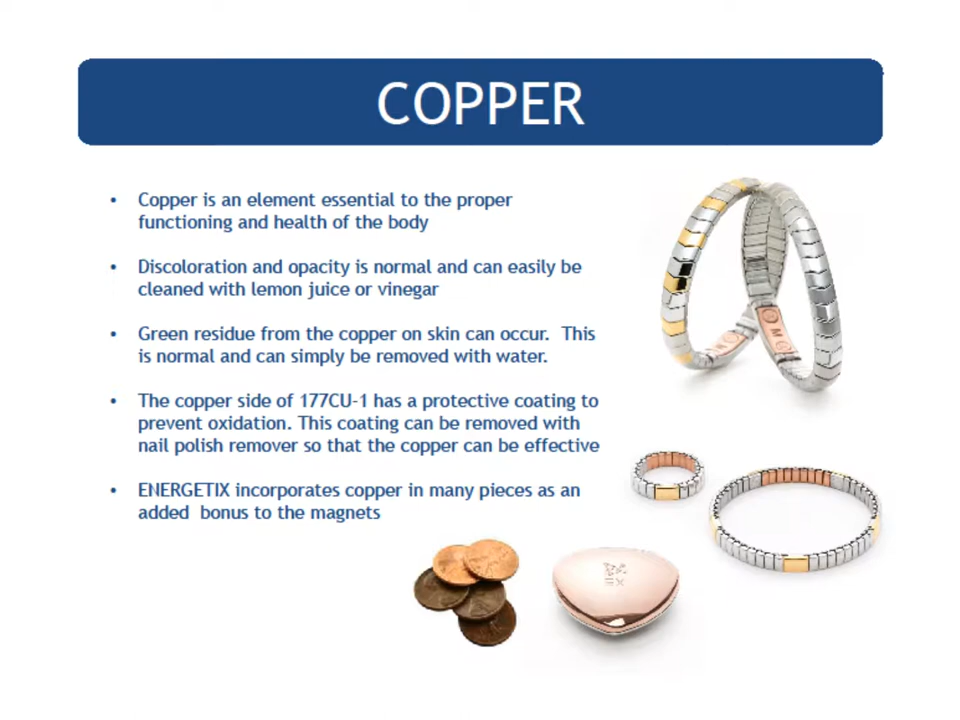 COPPER
• Copper is an element essential to the proper
functioning and health of the body
• Discoloration and opacity is normal and can easily be
cleaned with lemon juice or vinegar
• Green residue from the copper on skin can occur.  This
is normal and can simply be removed with water.
• The copper side of 177CU-1 has a protective coating to
prevent oxidation. This coating can be removed with
nail polish remover so that the copper can be effective
• ENERGETIX incorporates copper in many pieces as an
added  bonus to the magnets